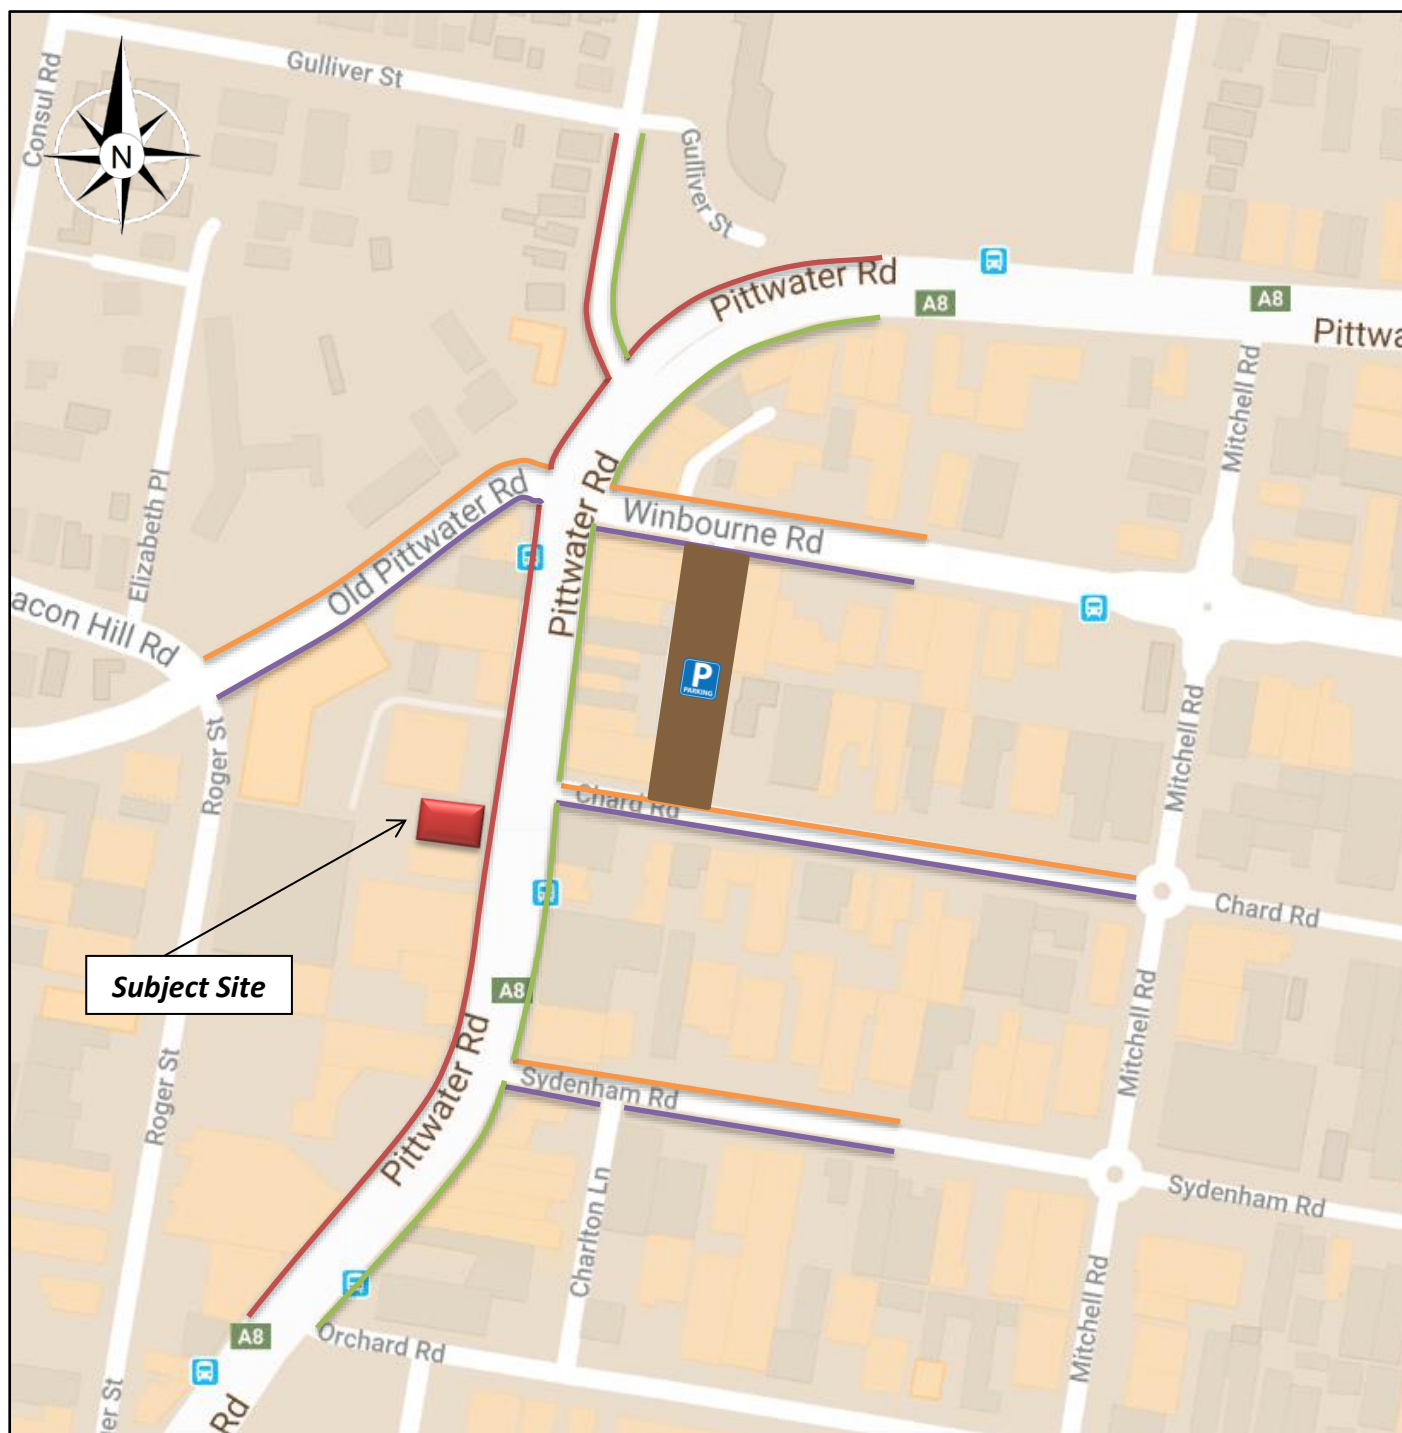 Gulliver St
Consul Rd
N
Gulliver St
Pittwater Rd
A8
A8
Pittwa
Mitchell Rd
Elizabeth Pl
Old Pittwater Rd
Pittwater Rd
Winbourne Rd
acon Hill Rd
P
PARKING
Roger St
Mitchell Rd
Chard Rd
Chard Rd
Subject Site
A8
Mitchell Rd
Pittwater Rd
Roger St
Sydenham Rd
Sydenham Rd
Charlton Ln
Mitchell Rd
A8
Orchard Rd
er St
Rd